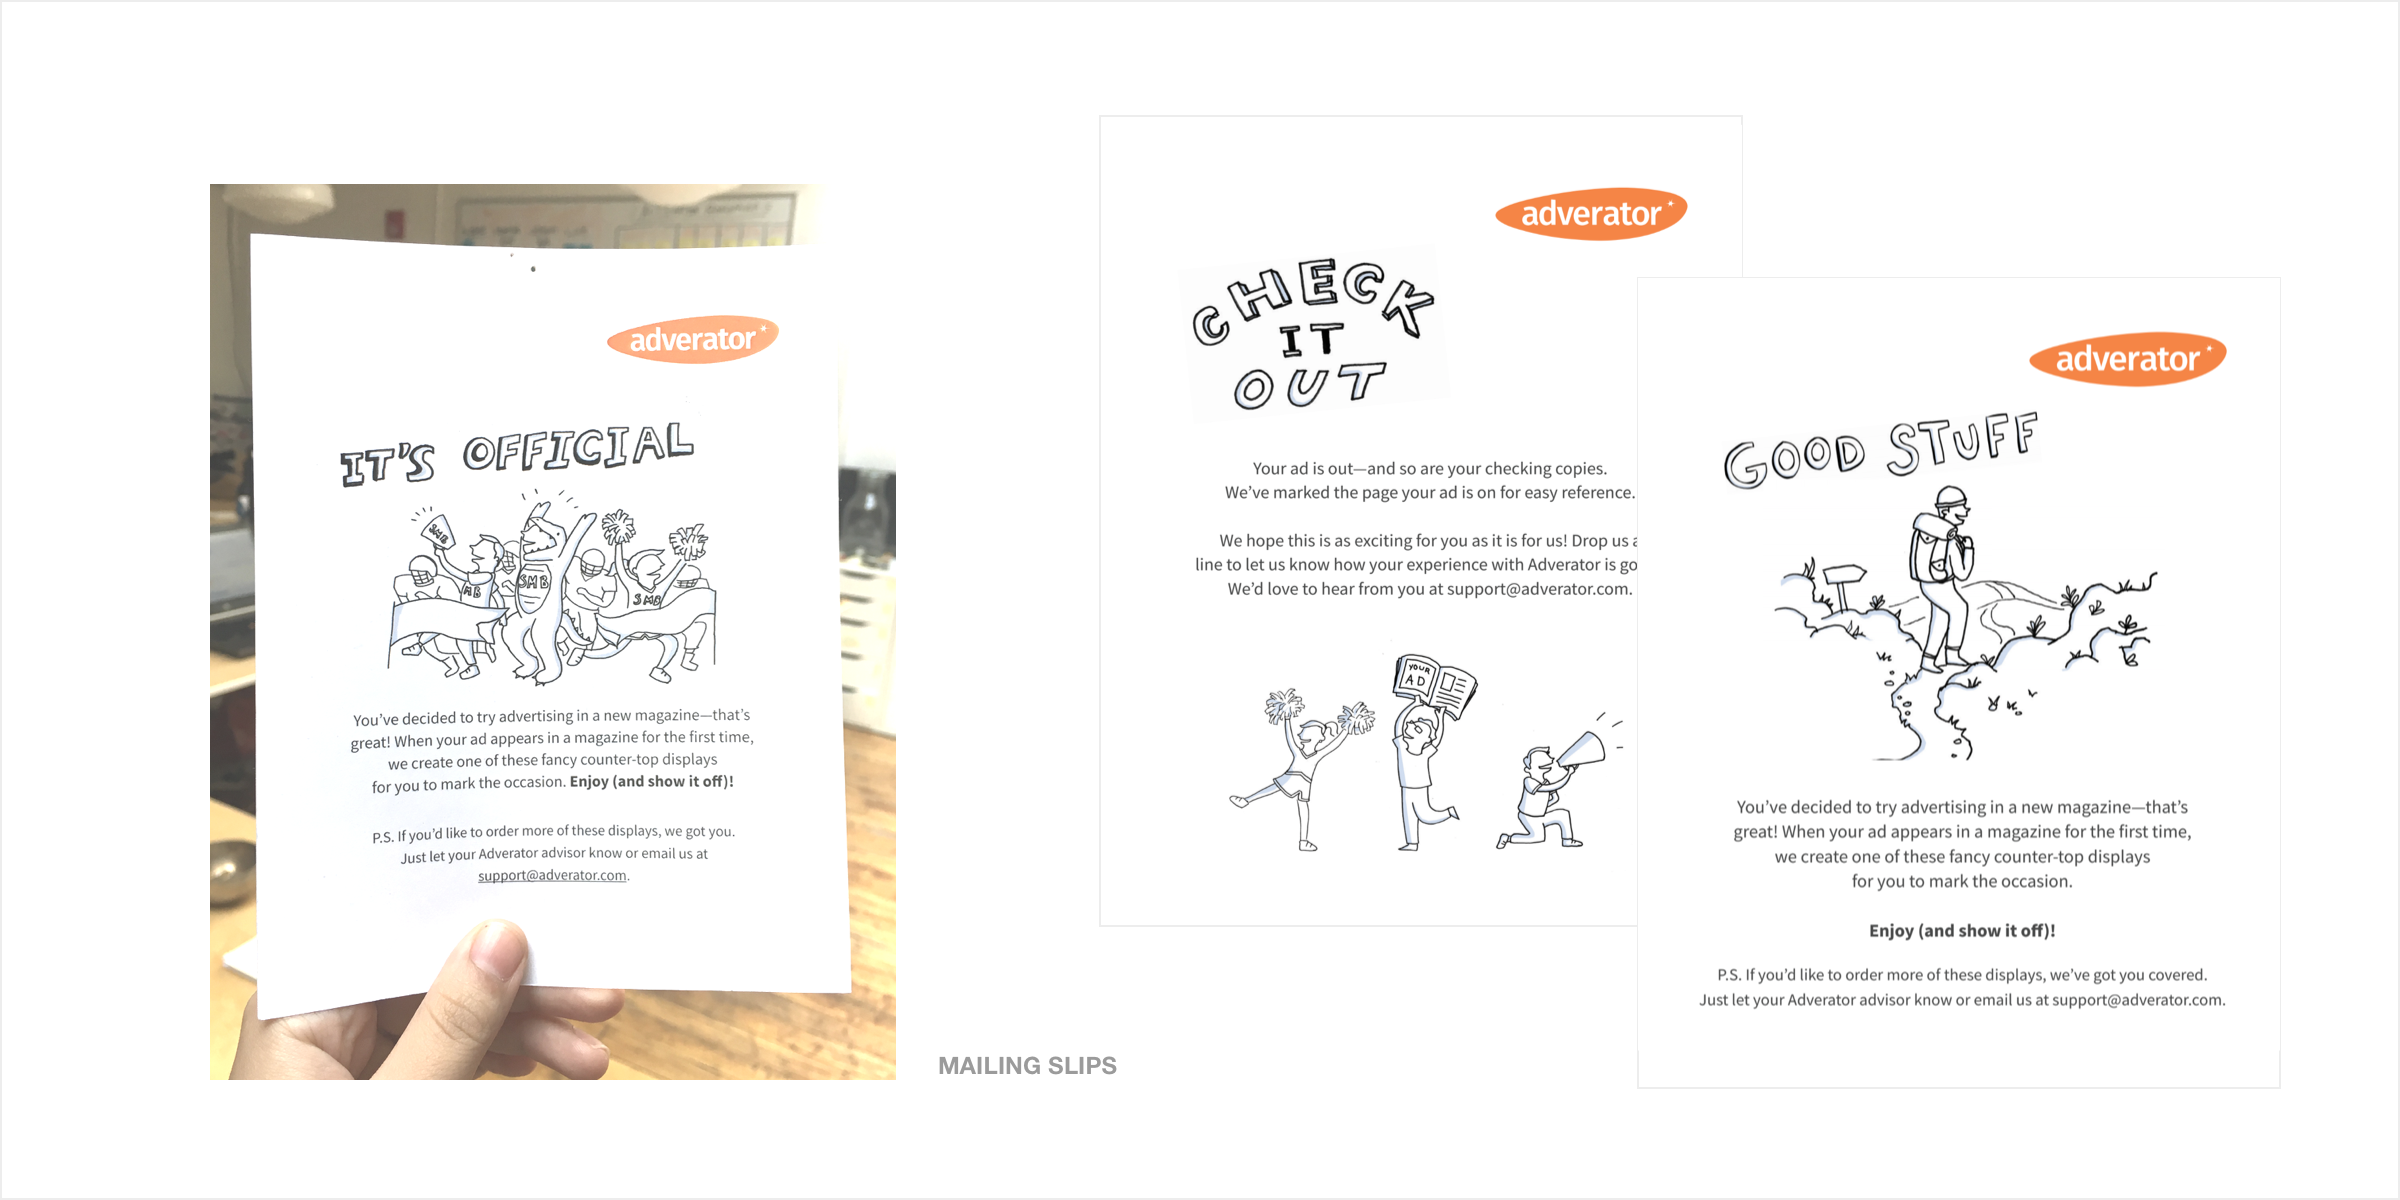 adverator
IT'S OFFICIAL
SMB
MB
SMB
SMB
You've decided to try advertising in a new magazine—that's
great! When your ad appears in a magazine for the first time,
we create one of these fancy counter-top displays
for you to mark the occasion. Enjoy (and show it off)!
P.S. If you'd like to order more of these displays, we got you.
Just let your Adverator advisor know or email us at
support@adverator.com.
MAILING SLIPS
adverator
CHECK
IT
OUT
Your ad is out—and so are your checking copies.
We've marked the page your ad is on for easy reference.
We hope this is as exciting for you as it is for us! Drop us a
line to let us know how your experience with Adverator is go
We'd love to hear from you at support@adverator.com.
YOUR
AD
adverator
GOOD STUFF
You've decided to try advertising in a new magazine—that's
great! When your ad appears in a magazine for the first time,
we create one of these fancy counter-top displays
for you to mark the occasion.
Enjoy (and show it off)!
P.S. If you'd like to order more of these displays, we've got you covered.
Just let your Adverator advisor know or email us at support@adverator.com.